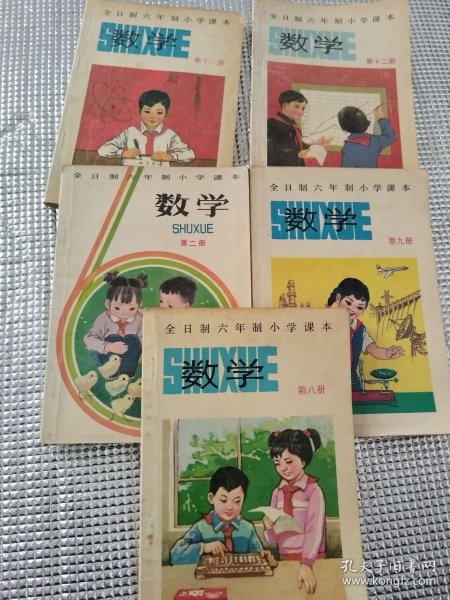 全日制六年制小学课本
SHUXUE
数学
第十一册
全日制六年制小学课本
SHUXUE
数学
第十二册
全日制六年制小学课本
数学
SHUXUE
第二册
全日制六年制小学课本
SHUXUE
数学
第九册
全日制六年制小学课本
SHUXUE
数学
第八册
孔夫子旧书网
www.kongfz.com